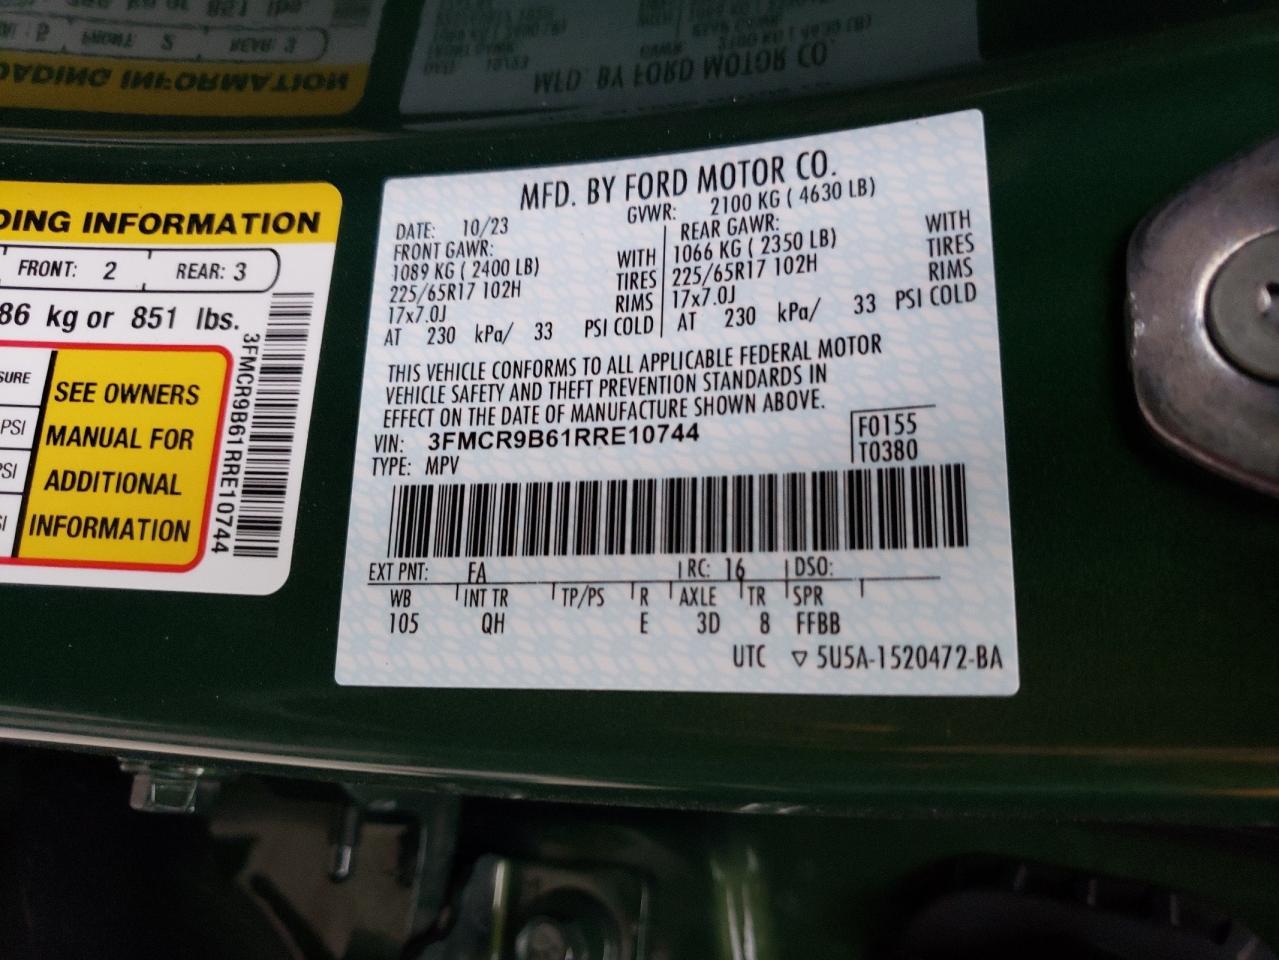 DING INFORMATION
FRONT: 2 REAR: 3
86 kg or 851 lbs.
SURE
PSI
PSI
SEE OWNERS
MANUAL FOR
ADDITIONAL
INFORMATION
3FMCR9B61RRE10744
MFD. BY FORD MOTOR CO.
DATE: 10/23 GVWR: 2100 KG ( 4630 LB)
FRONT GAWR: REAR GAWR:
1089 KG ( 2400 LB) WITH 1066 KG ( 2350 LB) WITH
225/65R17 102H TIRES 225/65R17 102H TIRES
17x7.0J RIMS 17x7.0J RIMS
AT 230 kPa/ 33 PSI COLD AT 230 kPa/ 33 PSI COLD
THIS VEHICLE CONFORMS TO ALL APPLICABLE FEDERAL MOTOR
VEHICLE SAFETY AND THEFT PREVENTION STANDARDS IN
EFFECT ON THE DATE OF MANUFACTURE SHOWN ABOVE.
VIN: 3FMCR9B61RRE10744 F0155
TYPE: MPV T0380
EXT PNT: FA RC: 16 DSO:
WB INT TR TP/PS R AXLE TR SPR
105 QH E 3D 8 FFBB
UTC ▽ 5U5A-1520472-BA